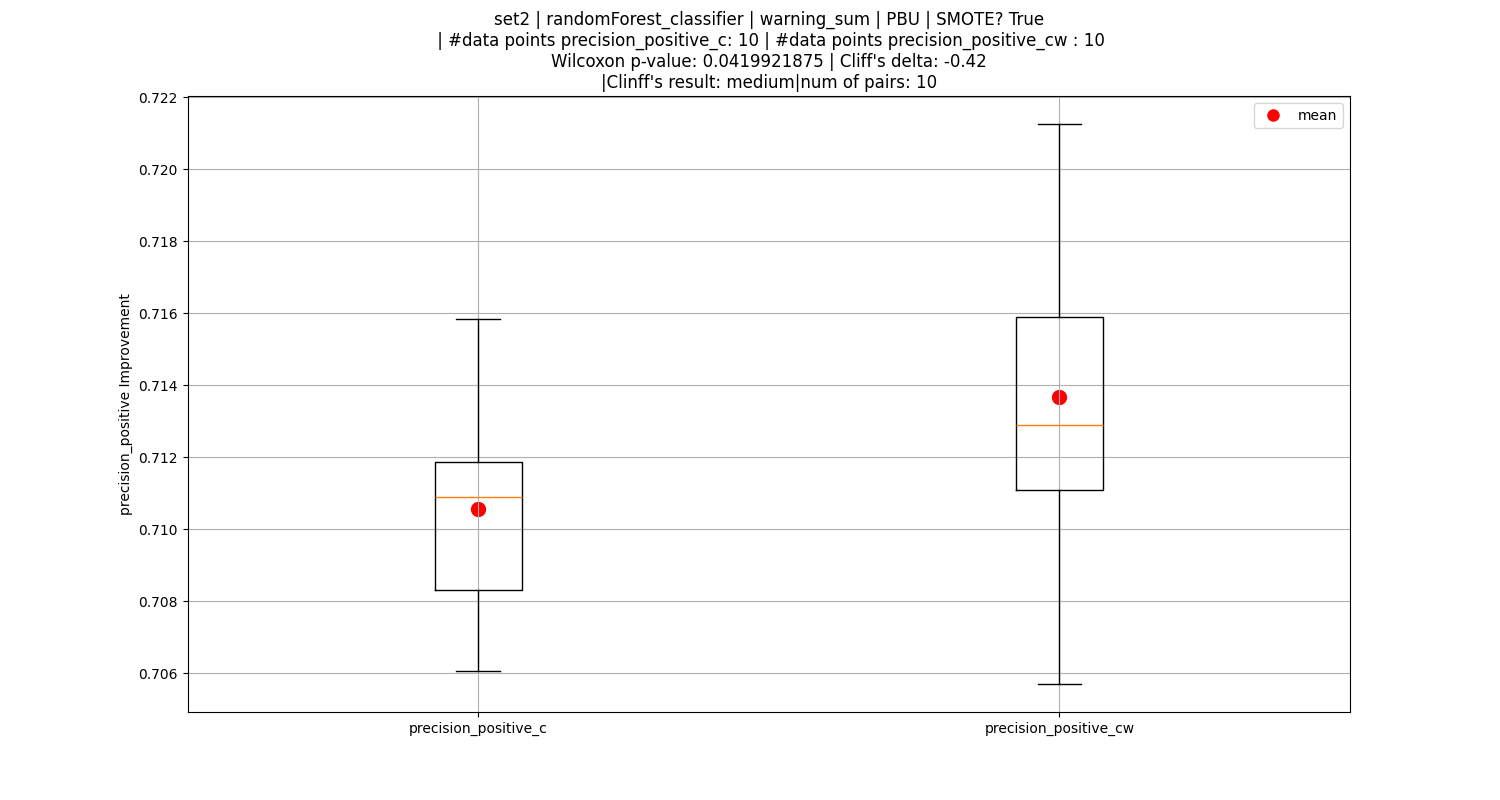 set2 | randomForest_classifier | warning_sum | PBU | SMOTE? True
| #data points precision_positive_c: 10 | #data points precision_positive_cw : 10
Wilcoxon p-value: 0.0419921875 | Cliff's delta: -0.42
|Clinff's result: medium|num of pairs: 10
mean
precision_positive Improvement
0.722
0.720
0.718
0.716
0.714
0.712
0.710
0.708
0.706
precision_positive_c
precision_positive_cw